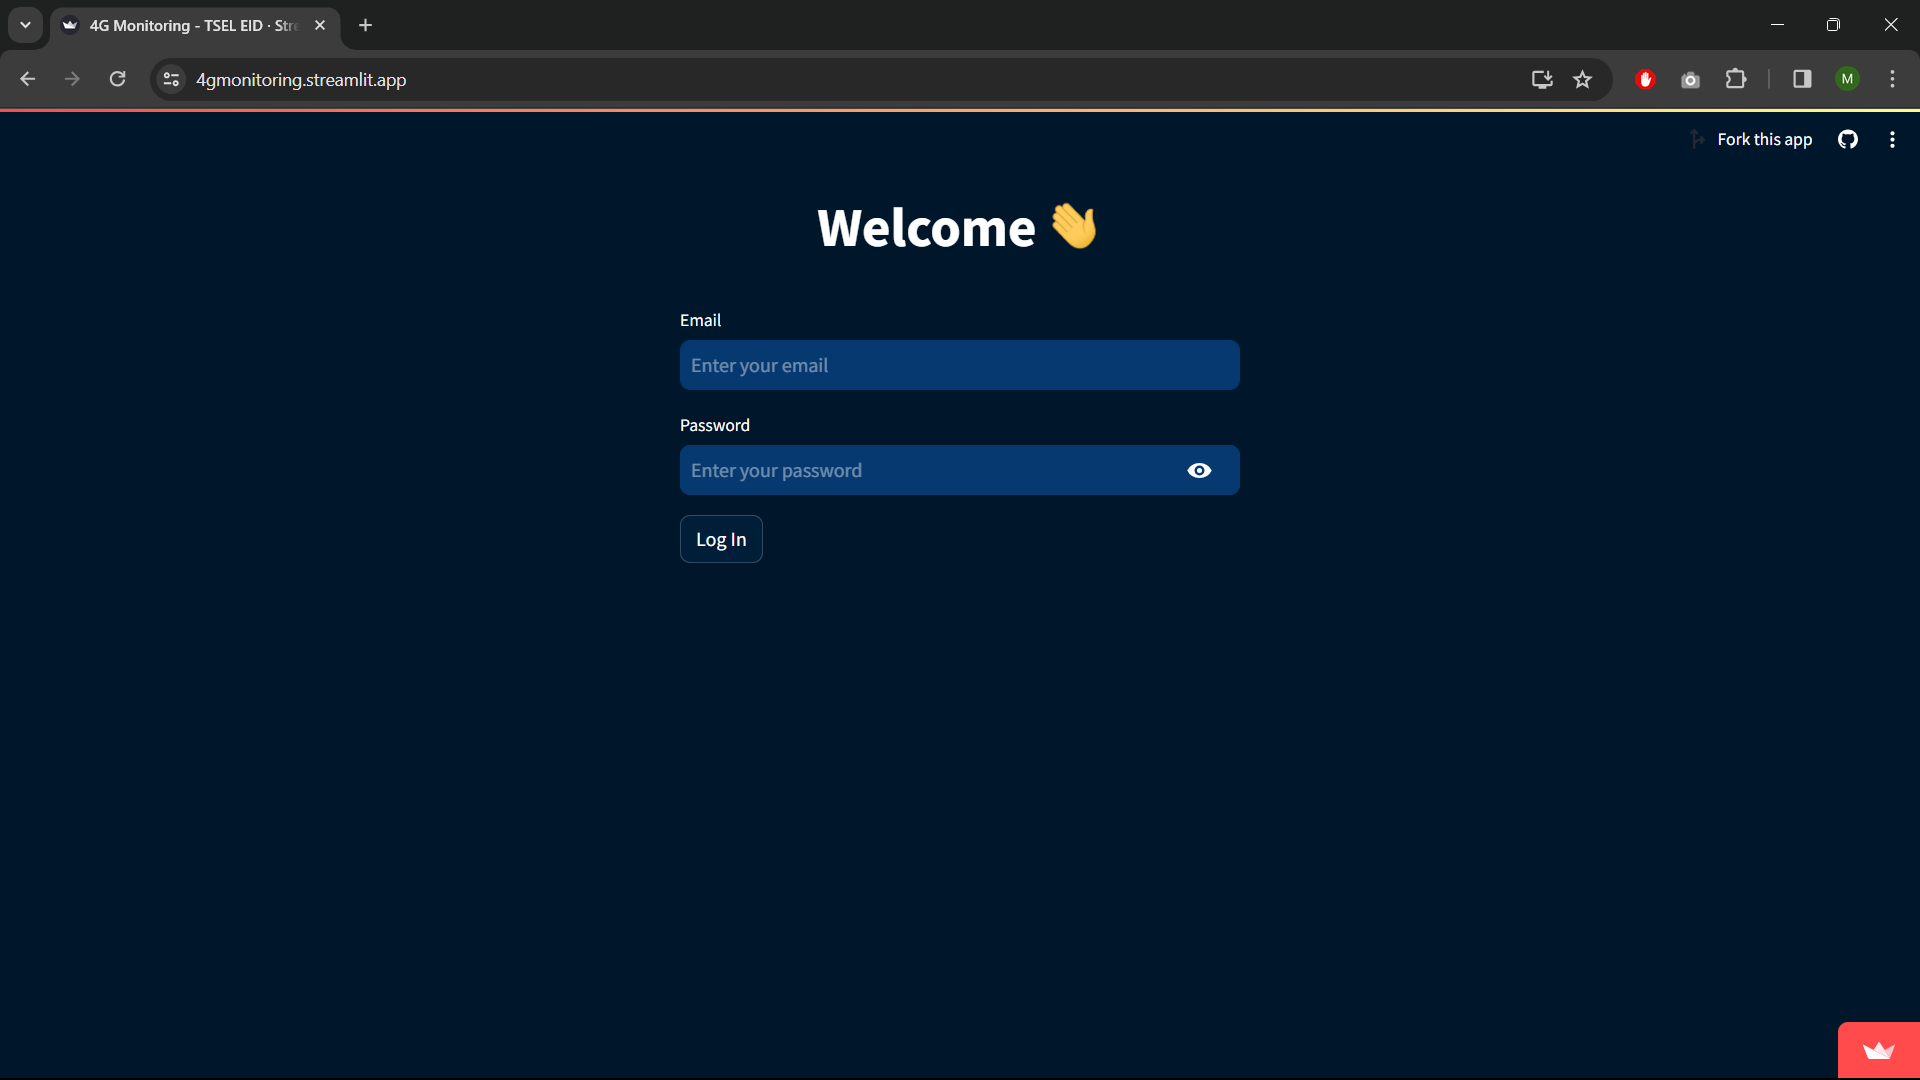 4G Monitoring - TSEL EID · Stre
4gmonitoring.streamlit.app
M
Fork this app
Welcome 👋
Email
Enter your email
Password
Enter your password
Log In